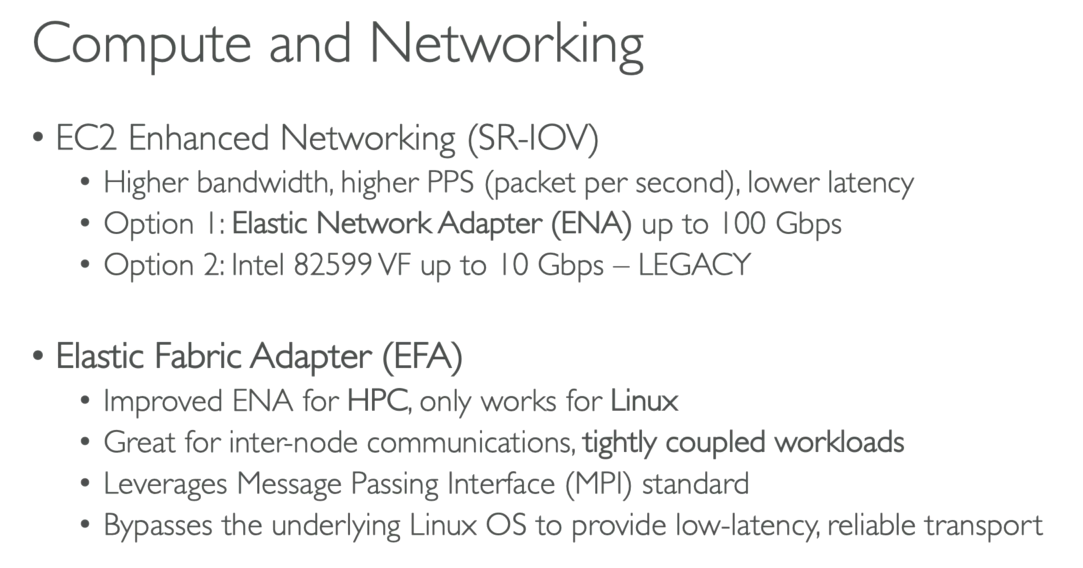 Compute and Networking
• EC2 Enhanced Networking (SR-IOV)
• Higher bandwidth, higher PPS (packet per second), lower latency
• Option 1: Elastic Network Adapter (ENA) up to 100 Gbps
• Option 2: Intel 82599 VF up to 10 Gbps – LEGACY
• Elastic Fabric Adapter (EFA)
• Improved ENA for HPC, only works for Linux
• Great for inter-node communications, tightly coupled workloads
• Leverages Message Passing Interface (MPI) standard
• Bypasses the underlying Linux OS to provide low-latency, reliable transport